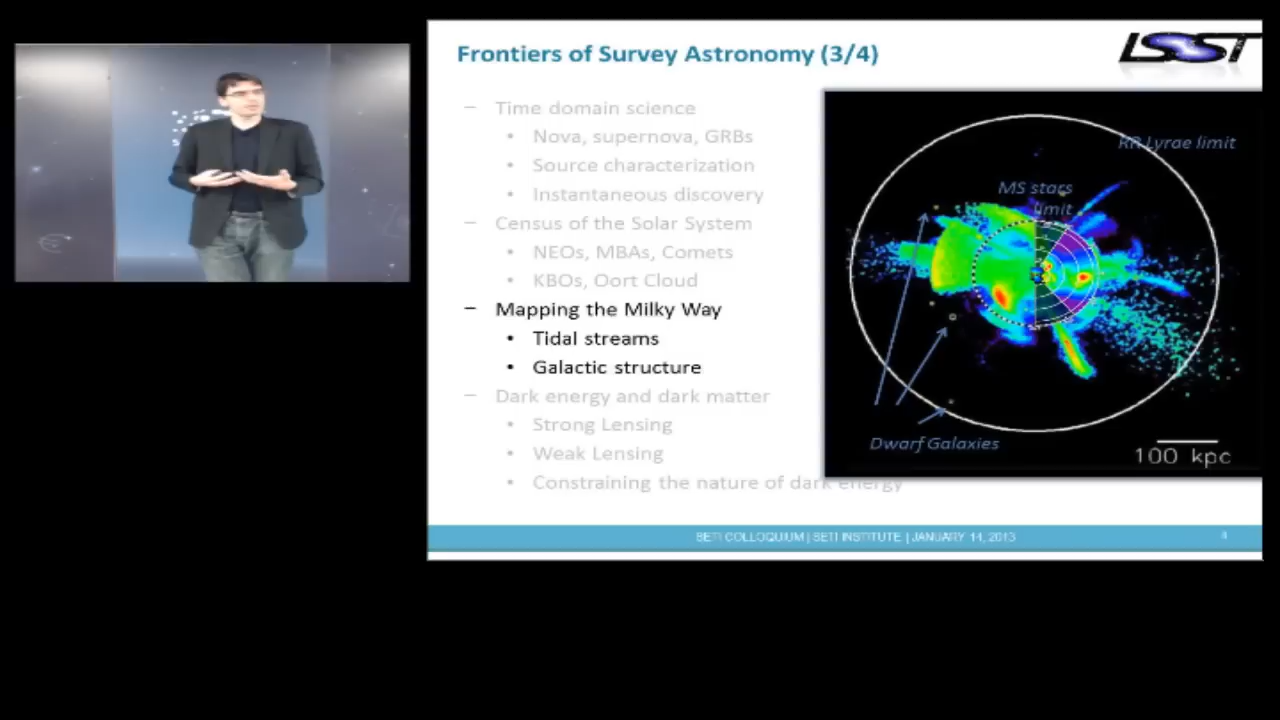 Frontiers of Survey Astronomy (3/4)
LSST
– Time domain science
• Nova, supernova, GRBs
• Source characterization
• Instantaneous discovery
– Census of the Solar System
• NEOs, MBAs, Comets
• KBOs, Oort Cloud
– Mapping the Milky Way
• Tidal streams
• Galactic structure
– Dark energy and dark matter
• Strong Lensing
• Weak Lensing
• Constraining the nature of dark energy
RR Lyrae limit
MS stars
limit
Dwarf Galaxies
100 kpc
SETI COLLOQUIUM | SETI INSTITUTE | JANUARY 14, 2013